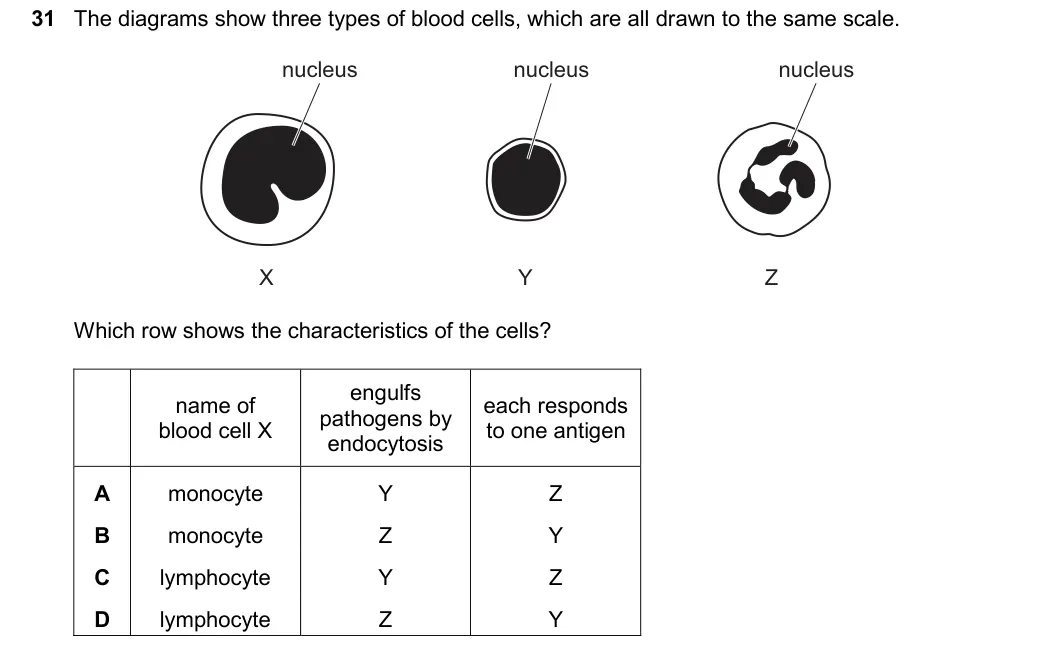 31 The diagrams show three types of blood cells, which are all drawn to the same scale.
nucleus nucleus nucleus
X Y Z
Which row shows the characteristics of the cells?
name of blood cell X engulfs pathogens by endocytosis each responds to one antigen
A monocyte Y Z
B monocyte Z Y
C lymphocyte Y Z
D lymphocyte Z Y